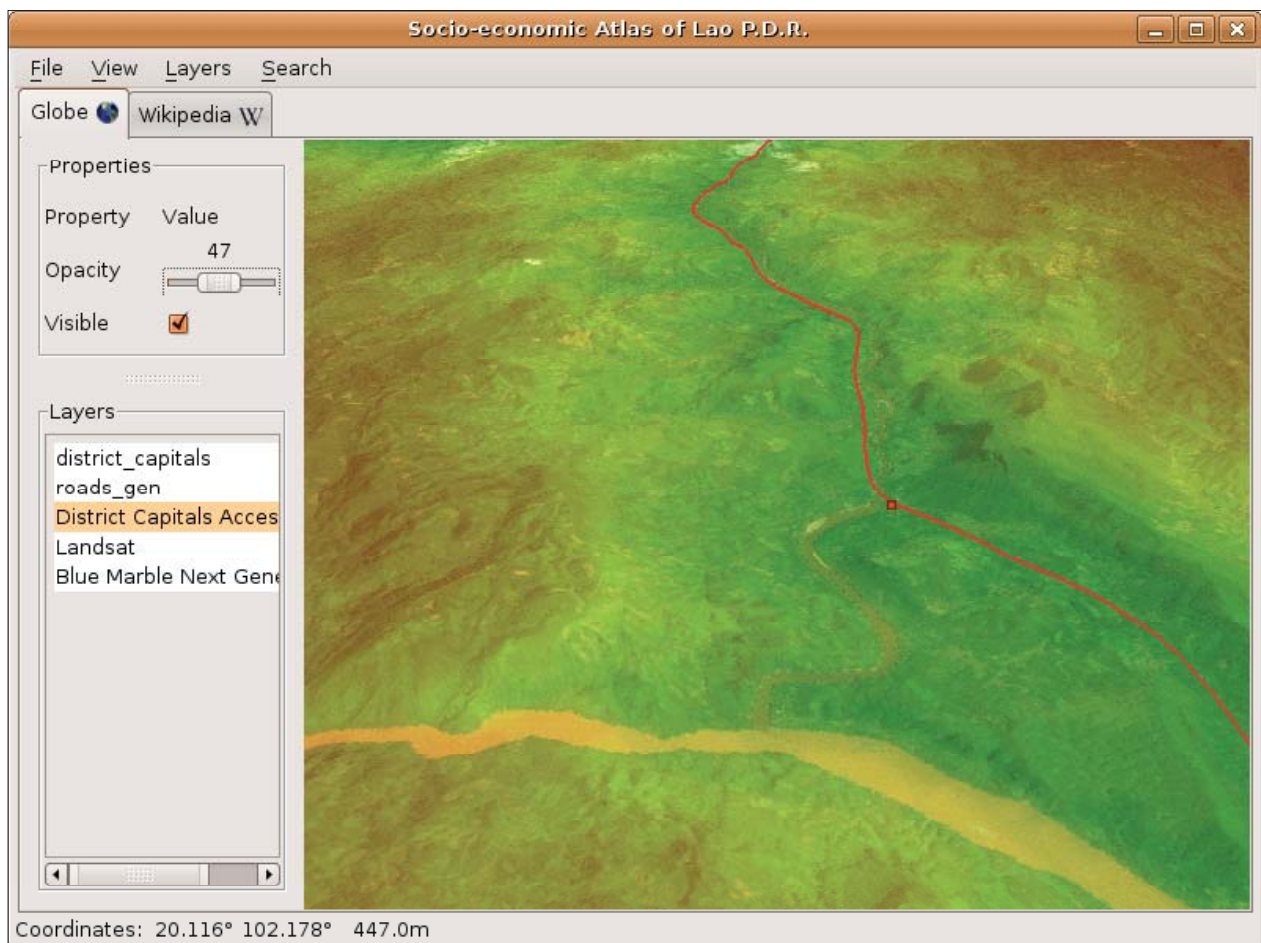 Socio-economic Atlas of Lao P.D.R.
File View Layers Search
Globe Wikipedia W
Properties
Property Value
47
Opacity
Visible
Layers
district_capitals
roads_gen
District Capitals Acces
Landsat
Blue Marble Next Gene
Coordinates: 20.116° 102.178° 447.0m